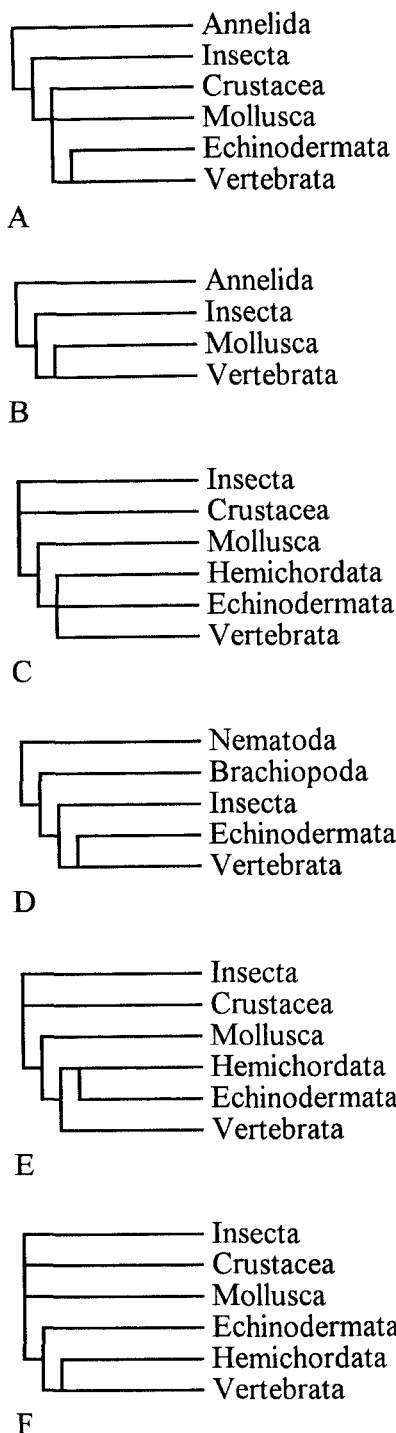 Annelida
Insecta
Crustacea
Mollusca
Echinodermata
Vertebrata
A
Annelida
Insecta
Mollusca
Vertebrata
B
Insecta
Crustacea
Mollusca
Hemichordata
Echinodermata
Vertebrata
C
Nematoda
Brachiopoda
Insecta
Echinodermata
Vertebrata
D
Insecta
Crustacea
Mollusca
Hemichordata
Echinodermata
Vertebrata
E
Insecta
Crustacea
Mollusca
Echinodermata
Hemichordata
Vertebrata
F